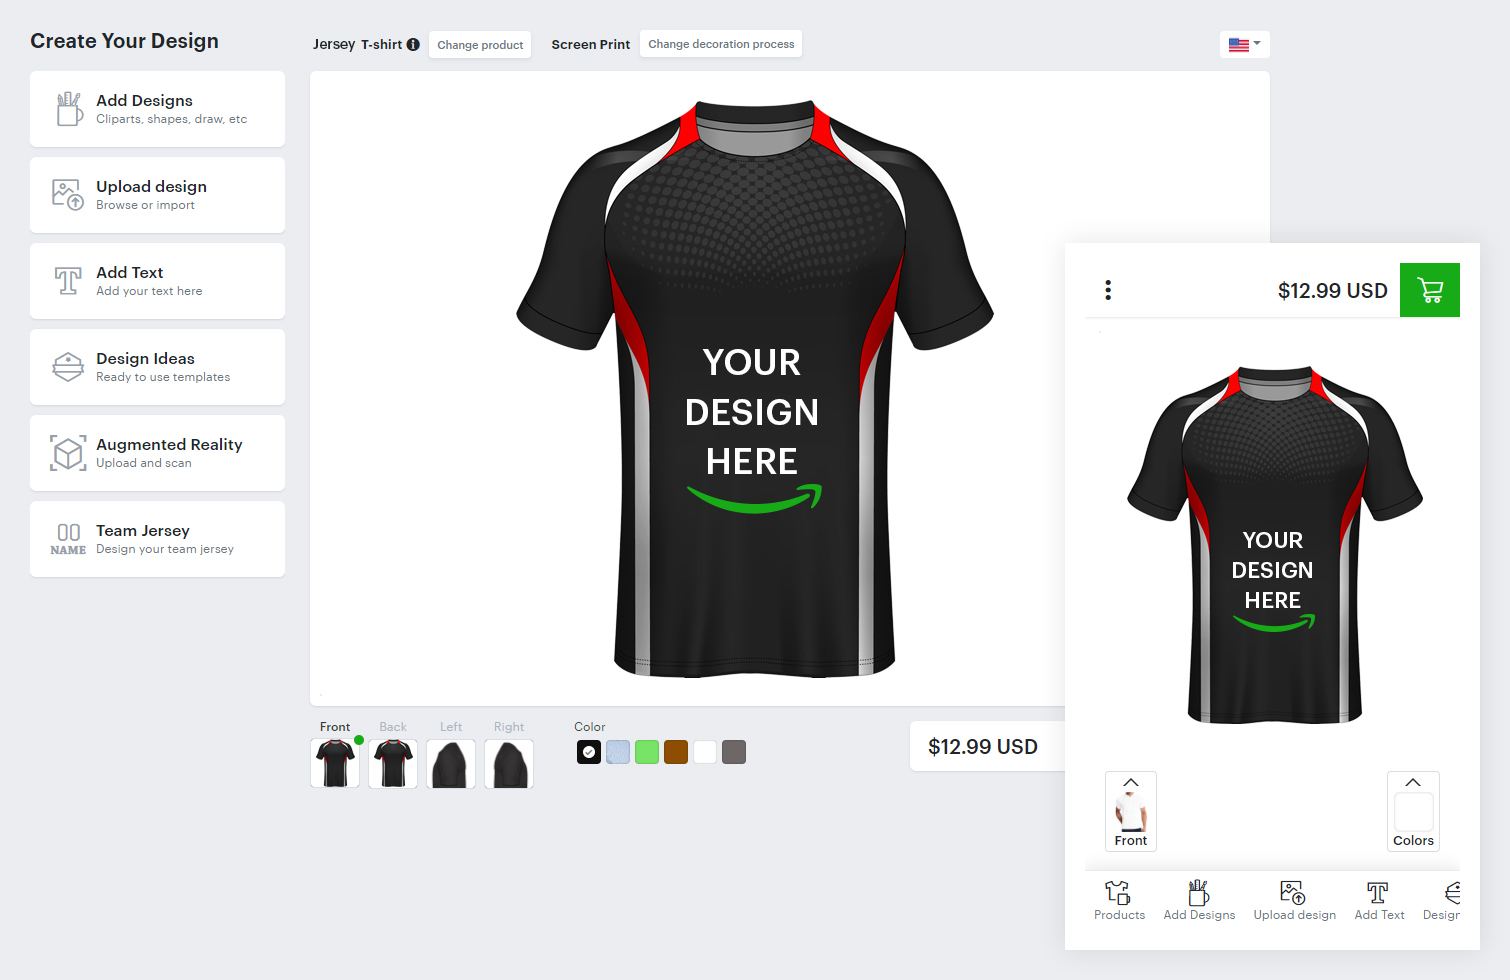 Create Your Design
Jersey T-shirt
Change product
Screen Print
Change decoration process
Add Designs
Cliparts, shapes, draw, etc
Upload design
Browse or import
Add Text
Add your text here
Design Ideas
Ready to use templates
Augmented Reality
Upload and scan
NAME
Team Jersey
Design your team jersey
YOUR
DESIGN
HERE
Front
Back
Left
Right
Color
$12.99 USD
$12.99 USD
YOUR
DESIGN
HERE
Front
Colors
Products
Add Designs
Upload design
Add Text
Design